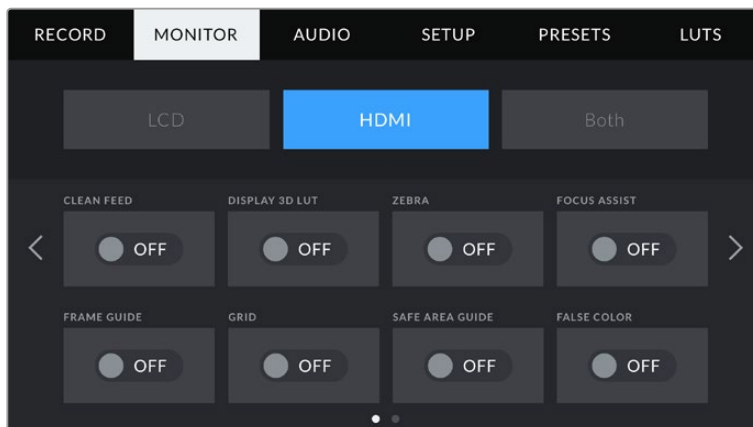 RECORD MONITOR AUDIO SETUP PRESETS LUTS
LCD HDMI Both
CLEAN FEED DISPLAY 3D LUT ZEBRA FOCUS ASSIST
OFF OFF OFF OFF
FRAME GUIDE GRID SAFE AREA GUIDE FALSE COLOR
OFF OFF OFF OFF